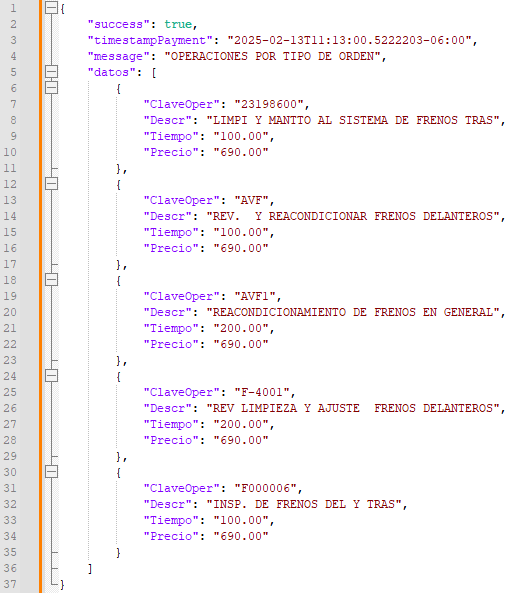 1 {
2 "success": true,
3 "timestampPayment": "2025-02-13T11:13:00.5222203-06:00",
4 "message": "OPERACIONES POR TIPO DE ORDEN",
5 "datos": [
6 {
7 "ClaveOper": "23198600",
8 "Descr": "LIMPI Y MANTTO AL SISTEMA DE FRENOS TRAS",
9 "Tiempo": "100.00",
10 "Precio": "690.00"
11 },
12 {
13 "ClaveOper": "AVF",
14 "Descr": "REV.  Y REACONDICIONAR FRENOS DELANTEROS",
15 "Tiempo": "100.00",
16 "Precio": "690.00"
17 },
18 {
19 "ClaveOper": "AVF1",
20 "Descr": "REACONDICIONAMIENTO DE FRENOS EN GENERAL",
21 "Tiempo": "200.00",
22 "Precio": "690.00"
23 },
24 {
25 "ClaveOper": "F-4001",
26 "Descr": "REV LIMPIEZA Y AJUSTE  FRENOS DELANTEROS",
27 "Tiempo": "200.00",
28 "Precio": "690.00"
29 },
30 {
31 "ClaveOper": "F000006",
32 "Descr": "INSP. DE FRENOS DEL Y TRAS",
33 "Tiempo": "100.00",
34 "Precio": "690.00"
35 }
36 ]
37 }